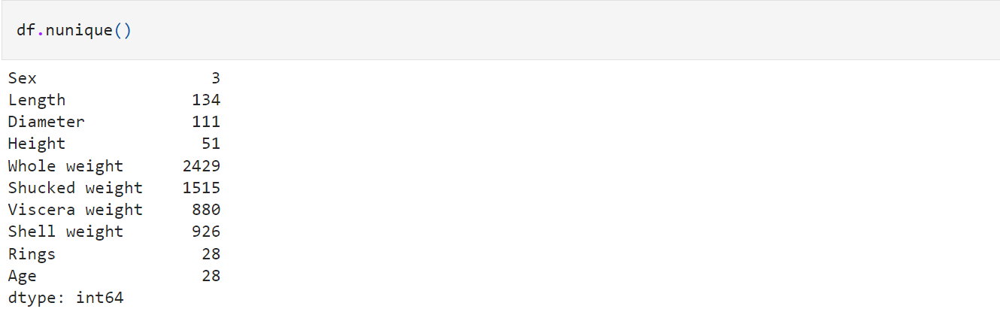 df.nunique()
Sex 3
Length 134
Diameter 111
Height 51
Whole weight 2429
Shucked weight 1515
Viscera weight 880
Shell weight 926
Rings 28
Age 28
dtype: int64